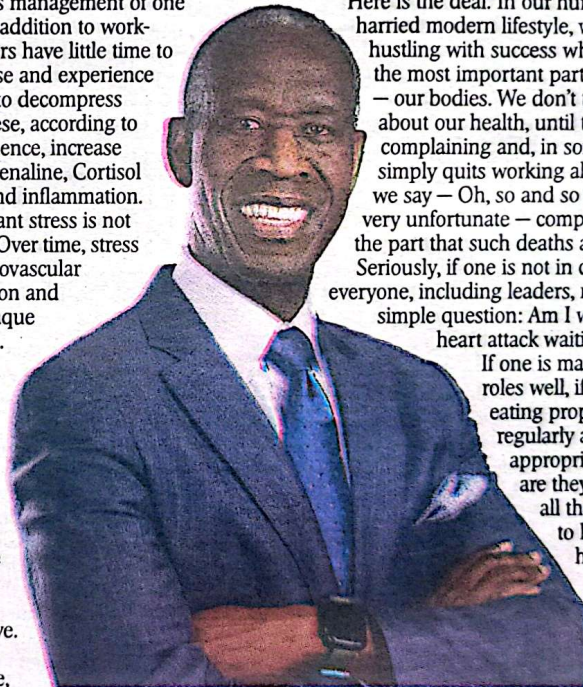 s management of one
addition to work-
rs have little time to
se and experience
to decompress
ese, according to
ence, increase
enaline, Cortisol
nd inflammation.
ant stress is not
Over time, stress
ovascular
on and
que
.
ve.
e,
Here is the deal. In our
harried modern lifestyle,
hustling with success
the most important part
— our bodies. We don't
about our health, until
complaining and, in so
simply quits working
we say — Oh, so and so
very unfortunate — comp
the part that such deaths a
Seriously, if one is not in
everyone, including leaders,
simple question: Am I
heart attack waiti
If one is ma
roles well, if
eating prop
regularly a
appropri
are they
all th
to
h